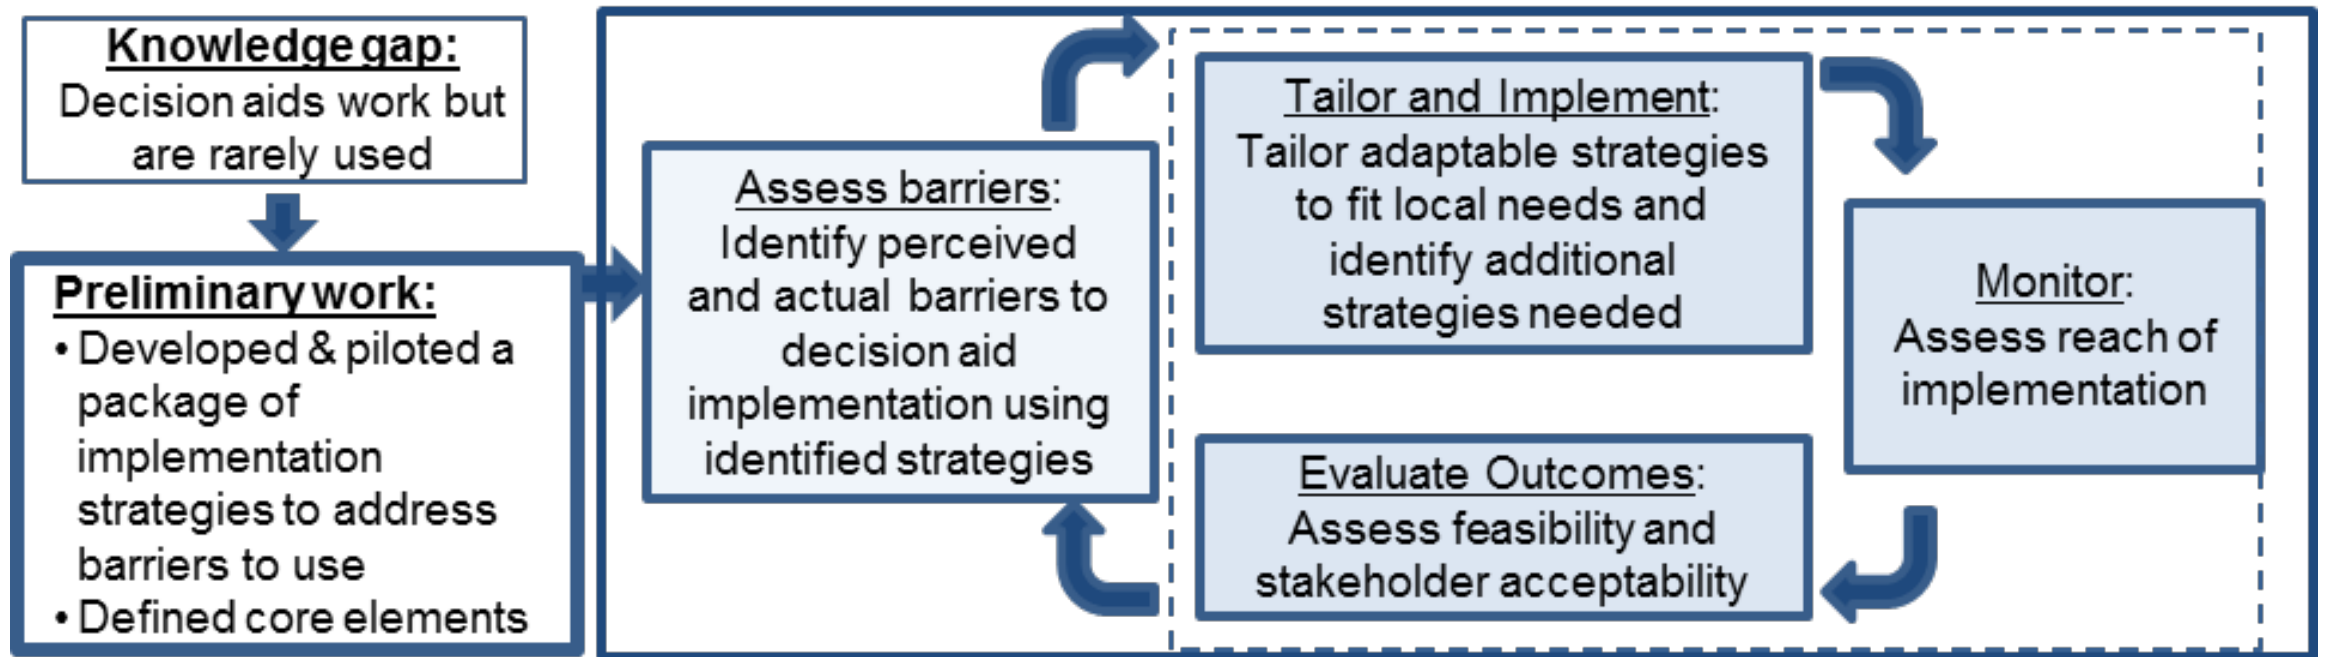 Knowledge gap:
Decision aids work but
are rarely used
Preliminary work:
• Developed & piloted a
package of
implementation
strategies to address
barriers to use
• Defined core elements
Assess barriers:
Identify perceived
and actual barriers to
decision aid
implementation using
identified strategies
Tailor and Implement:
Tailor adaptable strategies
to fit local needs and
identify additional
strategies needed
Monitor:
Assess reach of
implementation
Evaluate Outcomes:
Assess feasibility and
stakeholder acceptability